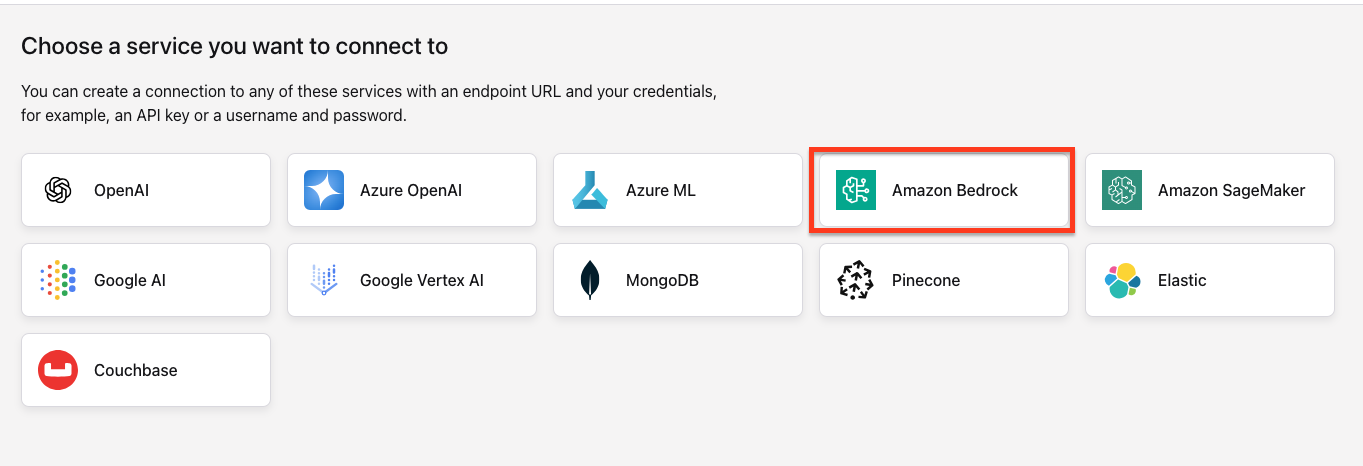 Choose a service you want to connect to
You can create a connection to any of these services with an endpoint URL and your credentials,
for example, an API key or a username and password.
OpenAI
Azure OpenAI
Azure ML
Amazon Bedrock
Amazon SageMaker
Google AI
Google Vertex AI
MongoDB
Pinecone
Elastic
Couchbase